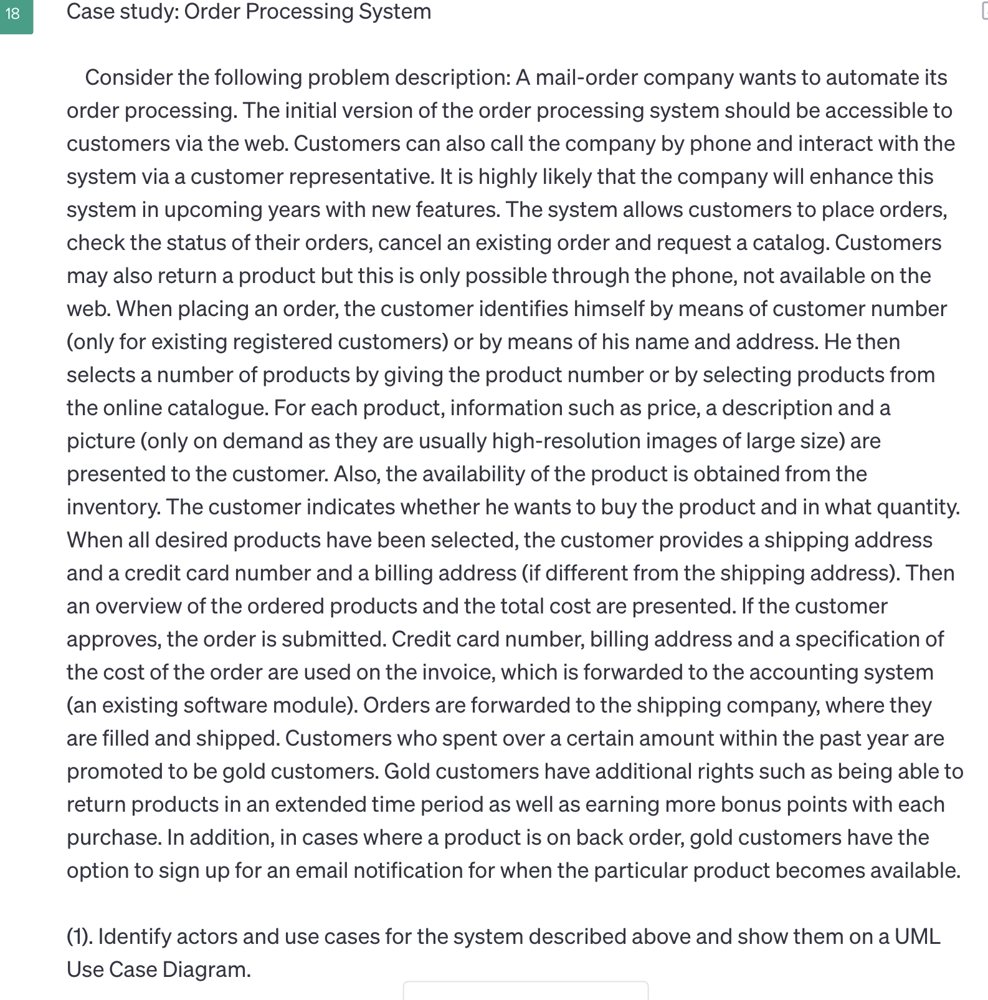 18
Case study: Order Processing System
Consider the following problem description: A mail-order company wants to automate its
order processing. The initial version of the order processing system should be accessible to
customers via the web. Customers can also call the company by phone and interact with the
system via a customer representative. It is highly likely that the company will enhance this
system in upcoming years with new features. The system allows customers to place orders,
check the status of their orders, cancel an existing order and request a catalog. Customers
may also return a product but this is only possible through the phone, not available on the
web. When placing an order, the customer identifies himself by means of customer number
(only for existing registered customers) or by means of his name and address. He then
selects a number of products by giving the product number or by selecting products from
the online catalogue. For each product, information such as price, a description and a
picture (only on demand as they are usually high-resolution images of large size) are
presented to the customer. Also, the availability of the product is obtained from the
inventory. The customer indicates whether he wants to buy the product and in what quantity.
When all desired products have been selected, the customer provides a shipping address
and a credit card number and a billing address (if different from the shipping address). Then
an overview of the ordered products and the total cost are presented. If the customer
approves, the order is submitted. Credit card number, billing address and a specification of
the cost of the order are used on the invoice, which is forwarded to the accounting system
(an existing software module). Orders are forwarded to the shipping company, where they
are filled and shipped. Customers who spent over a certain amount within the past year are
promoted to be gold customers. Gold customers have additional rights such as being able to
return products in an extended time period as well as earning more bonus points with each
purchase. In addition, in cases where a product is on back order, gold customers have the
option to sign up for an email notification for when the particular product becomes available.
(1). Identify actors and use cases for the system described above and show them on a UML
Use Case Diagram.